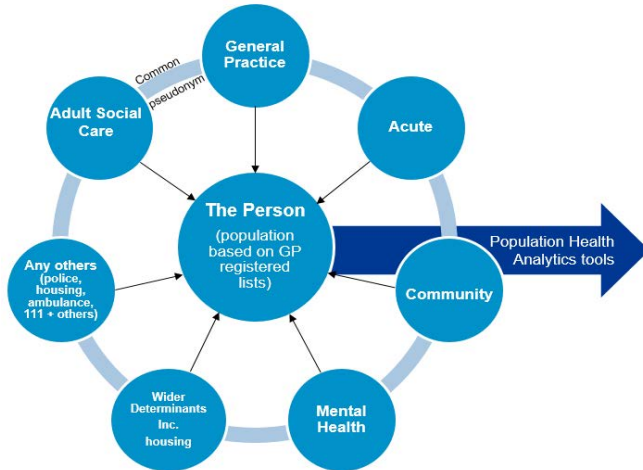 General
Practice
Common
pseudonym
Adult Social
Care
Acute
The Person
(population
based on GP
registered
lists)
Population Health
Analytics tools
Any others
(police,
housing,
ambulance,
111 + others)
Community
Wider
Determinants
Inc.
housing
Mental
Health